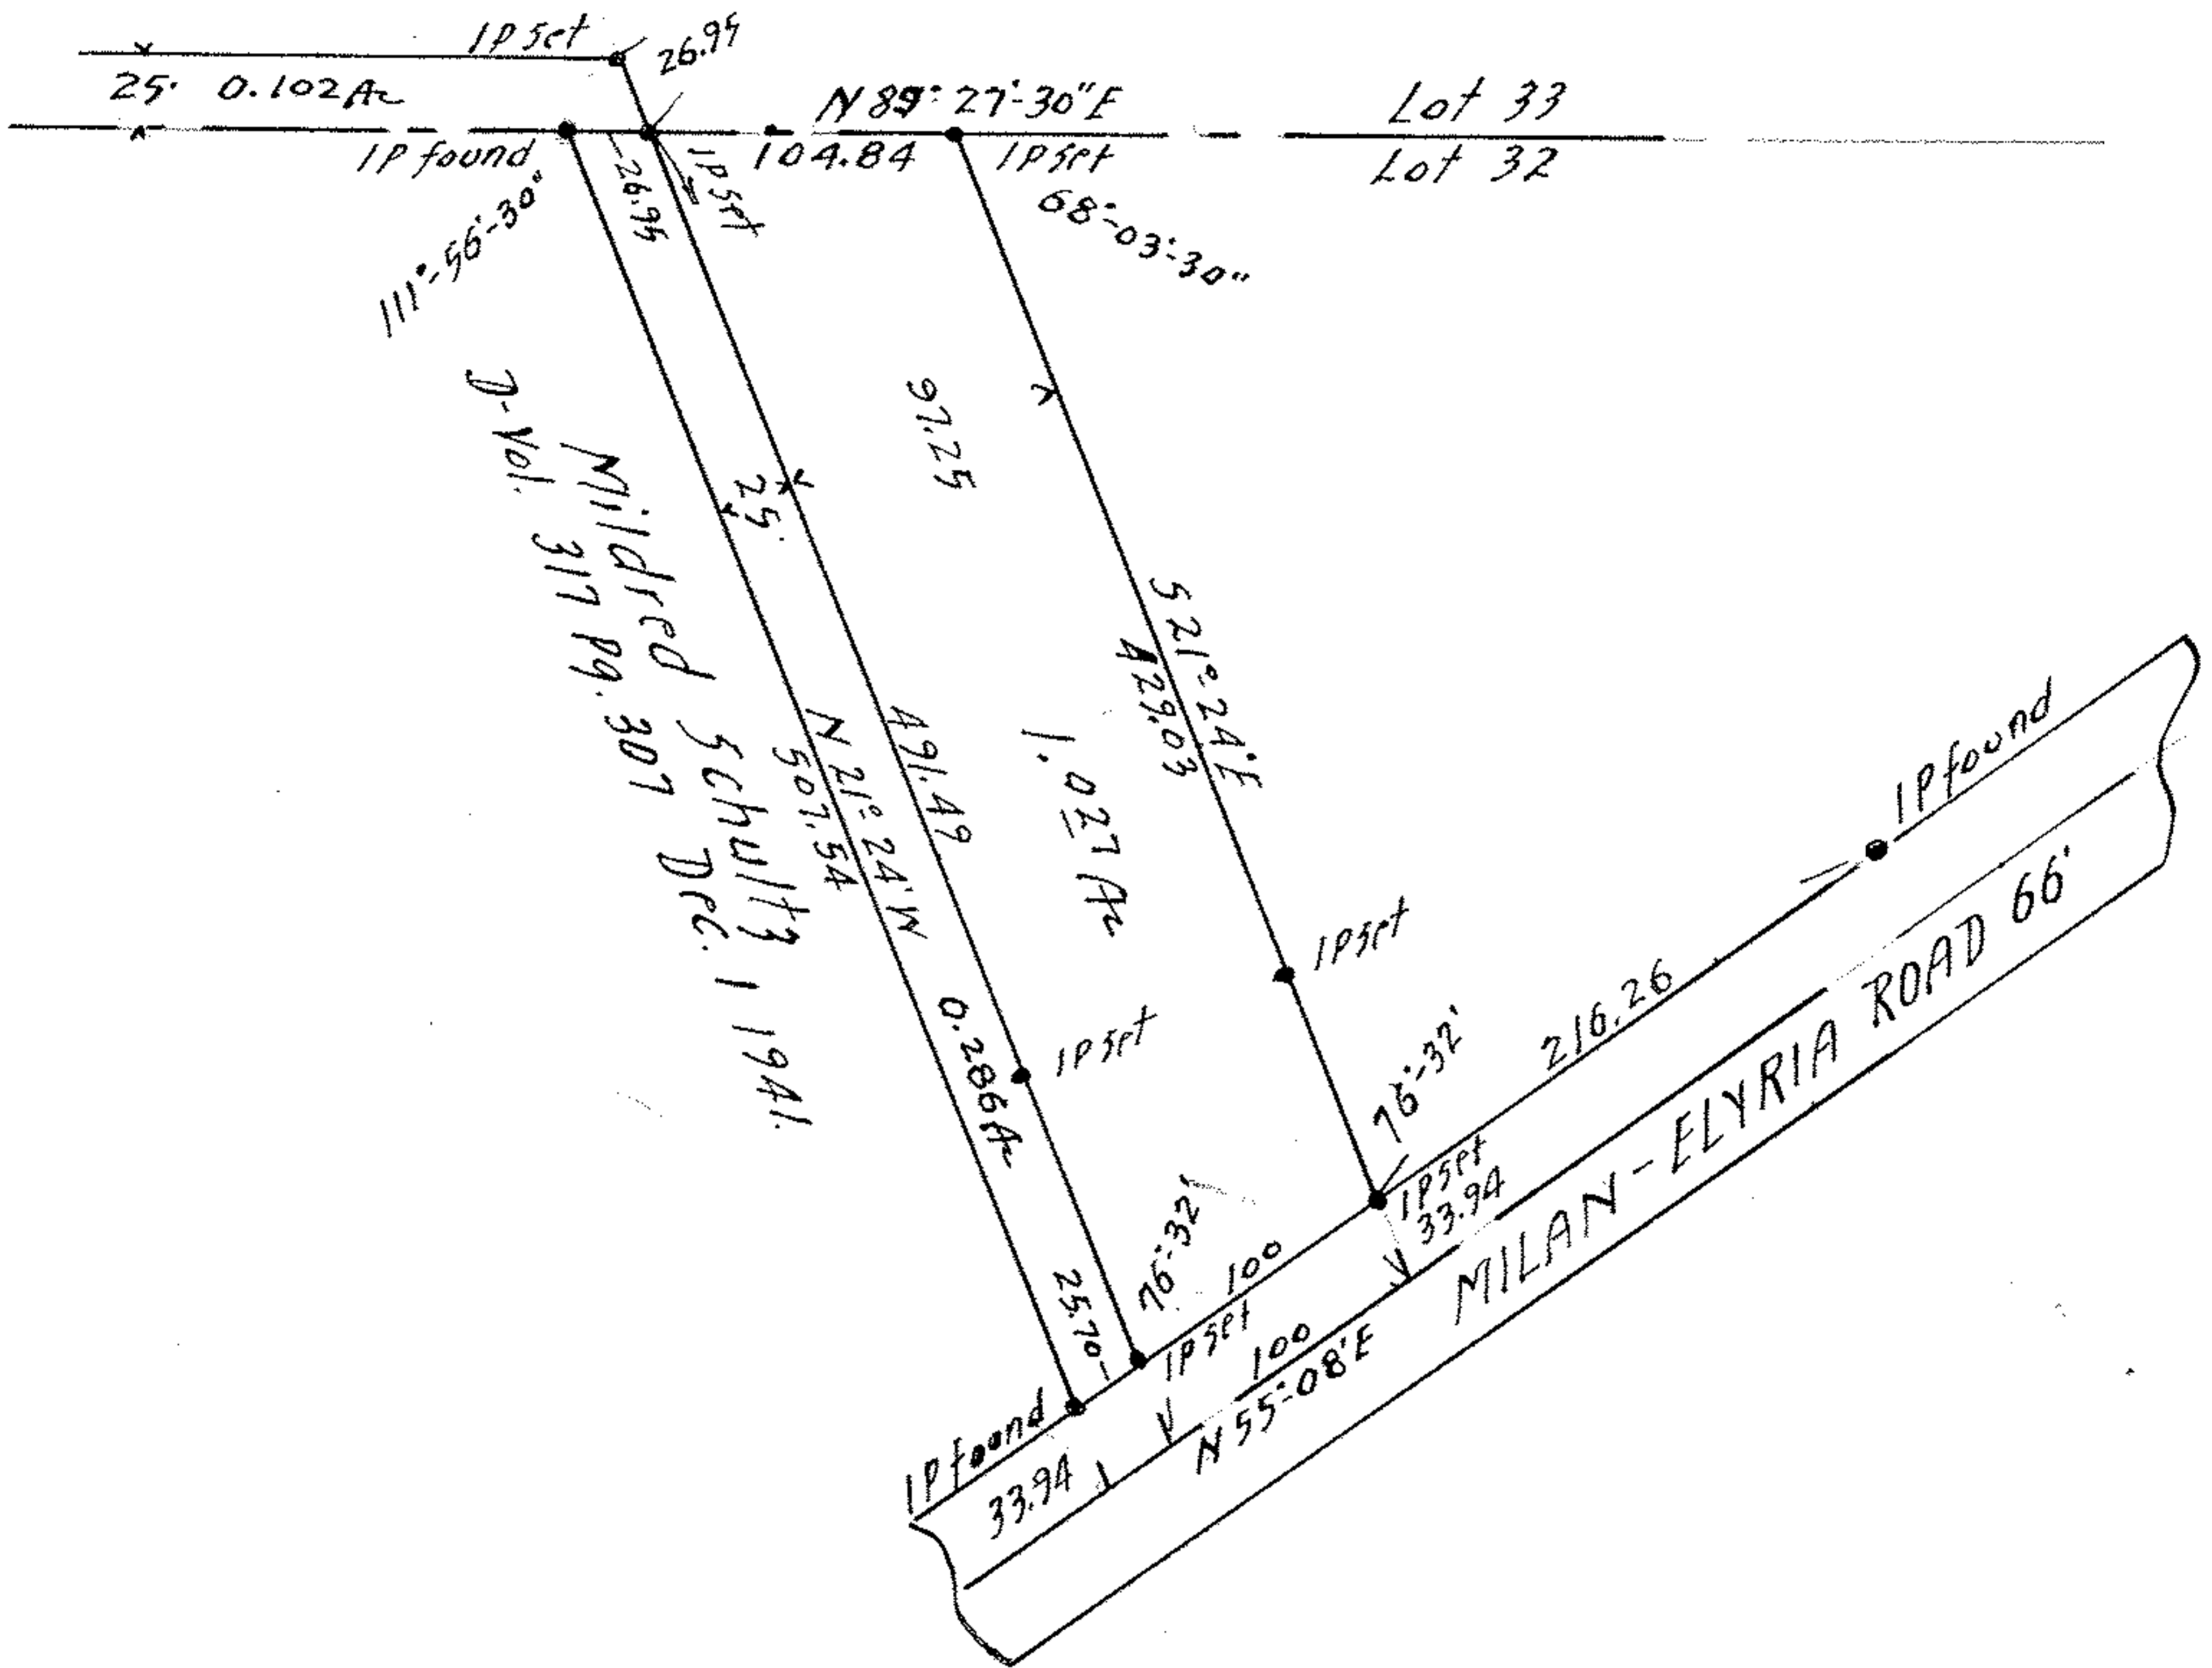 IP set
26.94
25' 0.102 Ac
N 89°-27'-30" E
Lot 33
IP found
104.84
IP set
Lot 32
26.95
IP set
111°-56'-30"
68°-03'-30"
97.25
25'
Mildred Schultz
D-Vol. 317 Pg. 307 Dec. 1 1941.
S 21°-24' E
429.03
491.49
N 21°-24' W
507.54
1.027 Ac
0.286 Ac
IP found
IP set
IP set
216.26
76°-32'
IP set
33.94
76°-32'
100
IP set
25.70
100
N 55°-08' E
MILAN-ELYRIA ROAD 66'
IP found
33.94